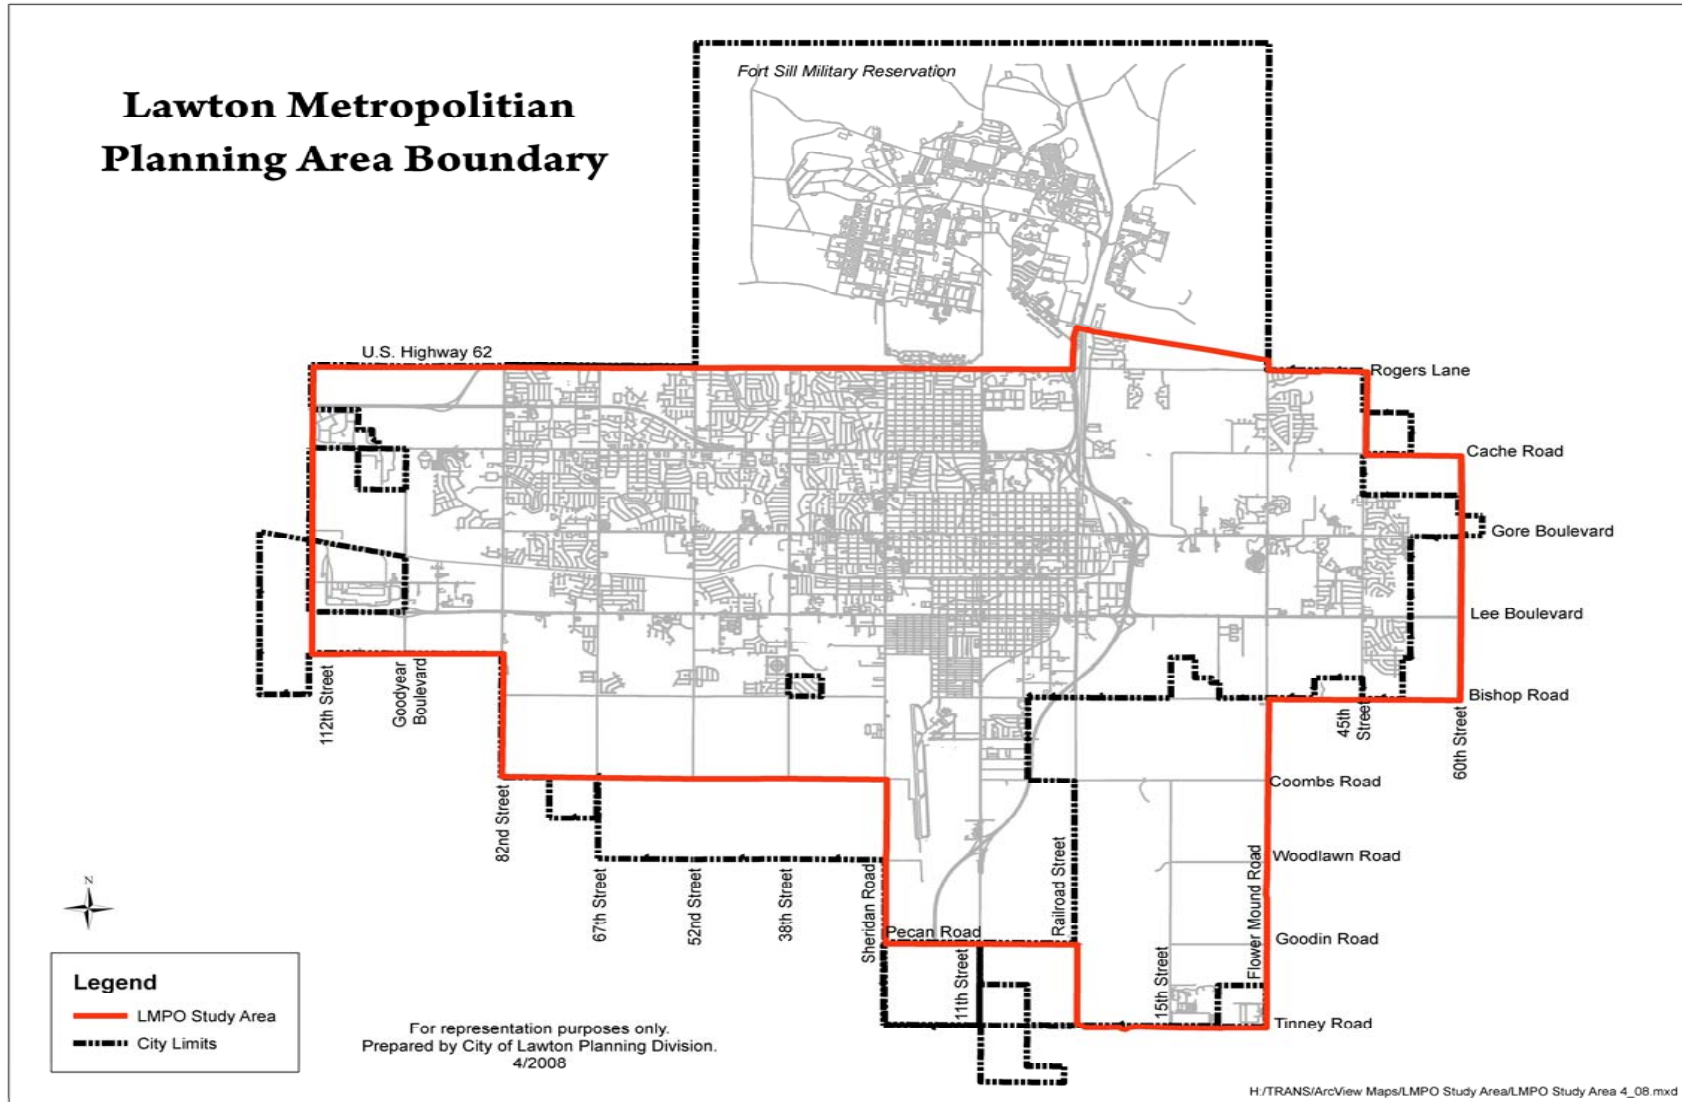 Fort Sill Military Reservation
Lawton Metropolitian
Planning Area Boundary
U.S. Highway 62
Rogers Lane
Cache Road
Gore Boulevard
Lee Boulevard
Bishop Road
112th Street
Goodyear
Boulevard
45th
Street
60th Street
82nd Street
Coombs Road
67th Street
52nd Street
38th Street
Sheridan Road
Railroad Street
Flower Mound Road
Woodlawn Road
Pecan Road
Goodin Road
11th Street
15th Street
Tinney Road
N
Legend
LMPO Study Area
City Limits
For representation purposes only.
Prepared by City of Lawton Planning Division.
4/2008
H:/TRANS/ArcView Maps/LMPO Study Area/LMPO Study Area 4_08.mxd